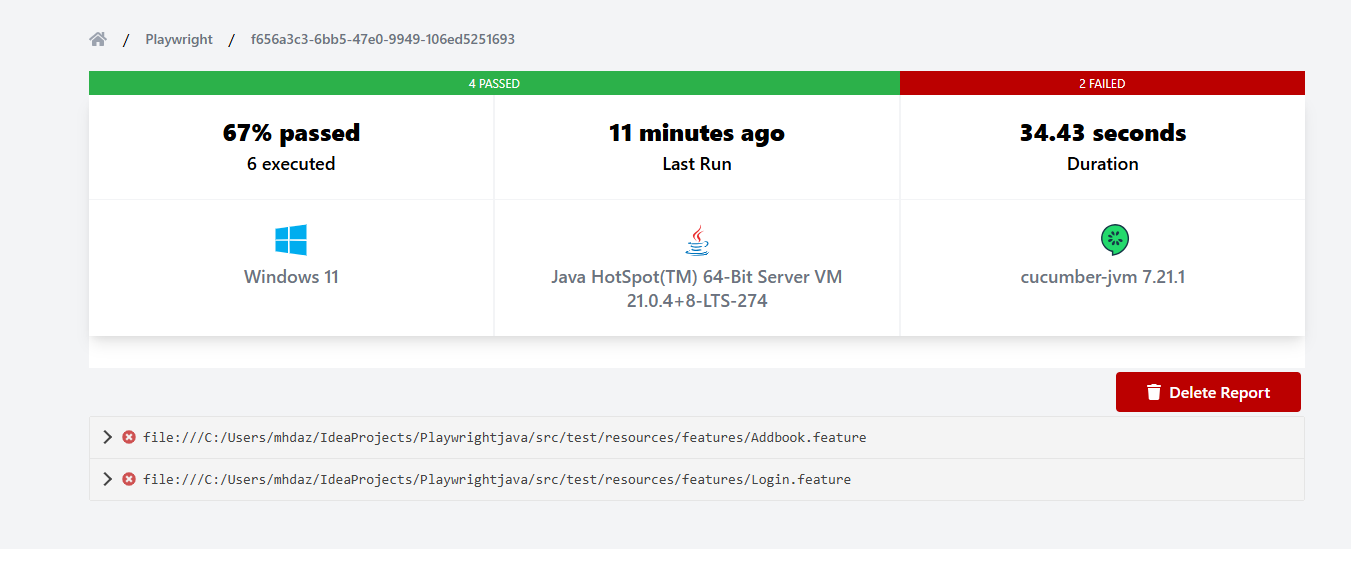 / Playwright / f656a3c3-6bb5-47e0-9949-106ed5251693
4 PASSED 2 FAILED
67% passed 11 minutes ago 34.43 seconds
6 executed Last Run Duration
Windows 11 Java HotSpot(TM) 64-Bit Server VM cucumber-jvm 7.21.1
21.0.4+8-LTS-274
Delete Report
file:///C:/Users/mhdaz/IdeaProjects/Playwrightjava/src/test/resources/features/Addbook.feature
file:///C:/Users/mhdaz/IdeaProjects/Playwrightjava/src/test/resources/features/Login.feature